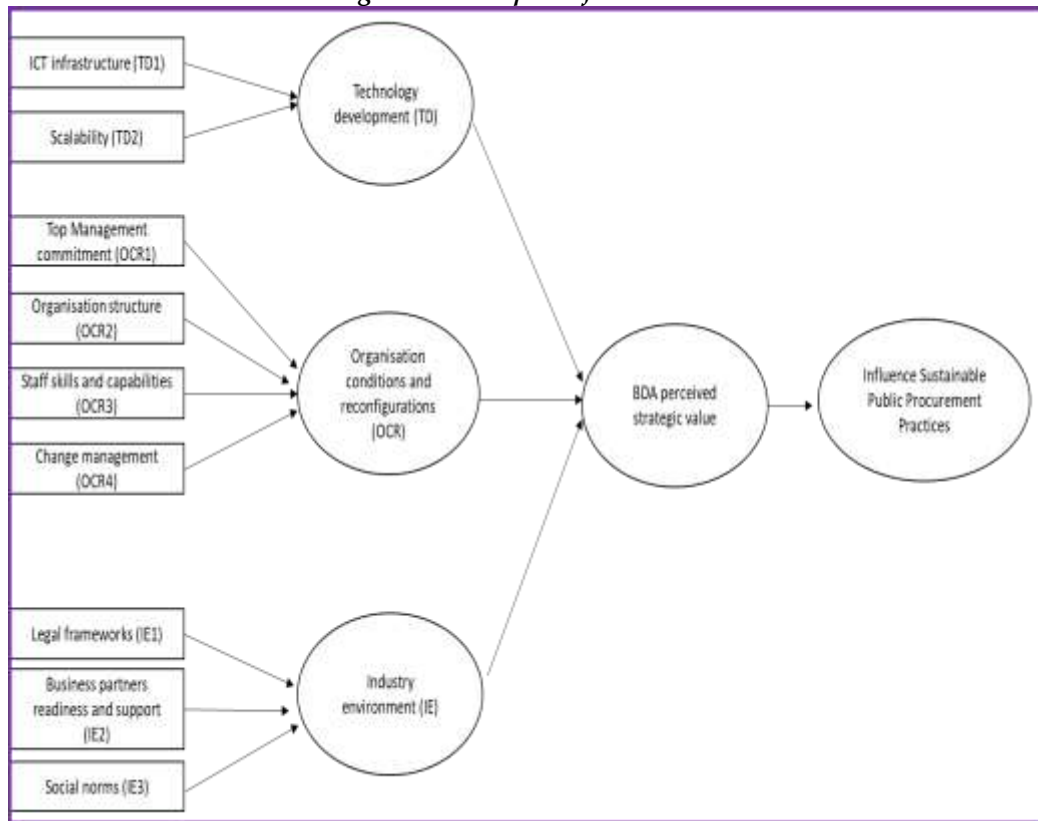 ICT infrastructure (TD1)
Scalability (TD2)
Technology
development (TD)
Top Management
commitment (OCR1)
Organisation structure
(OCR2)
Staff skills and capabilities
(OCR3)
Change management
(OCR4)
Organisation
conditions and
reconfigurations
(OCR)
BDA perceived
strategic value
Influence Sustainable
Public Procurement
Practices
Legal frameworks (IE1)
Business partners
readiness and support
(IE2)
Social norms (IE3)
Industry
environment (IE)